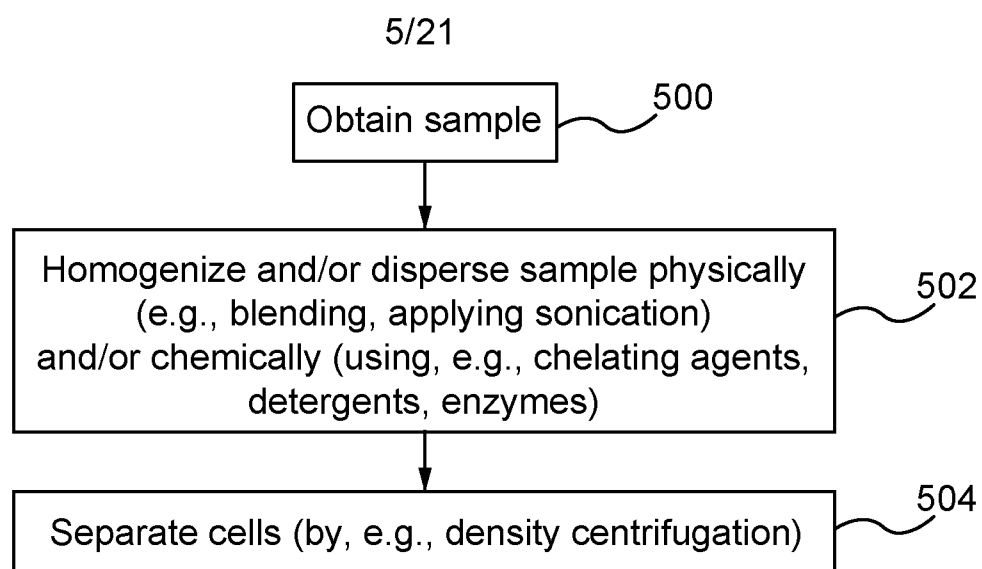 5/21
Obtain sample
500
Homogenize and/or disperse sample physically
(e.g., blending, applying sonication)
and/or chemically (using, e.g., chelating agents,
detergents, enzymes)
502
Separate cells (by, e.g., density centrifugation)
504